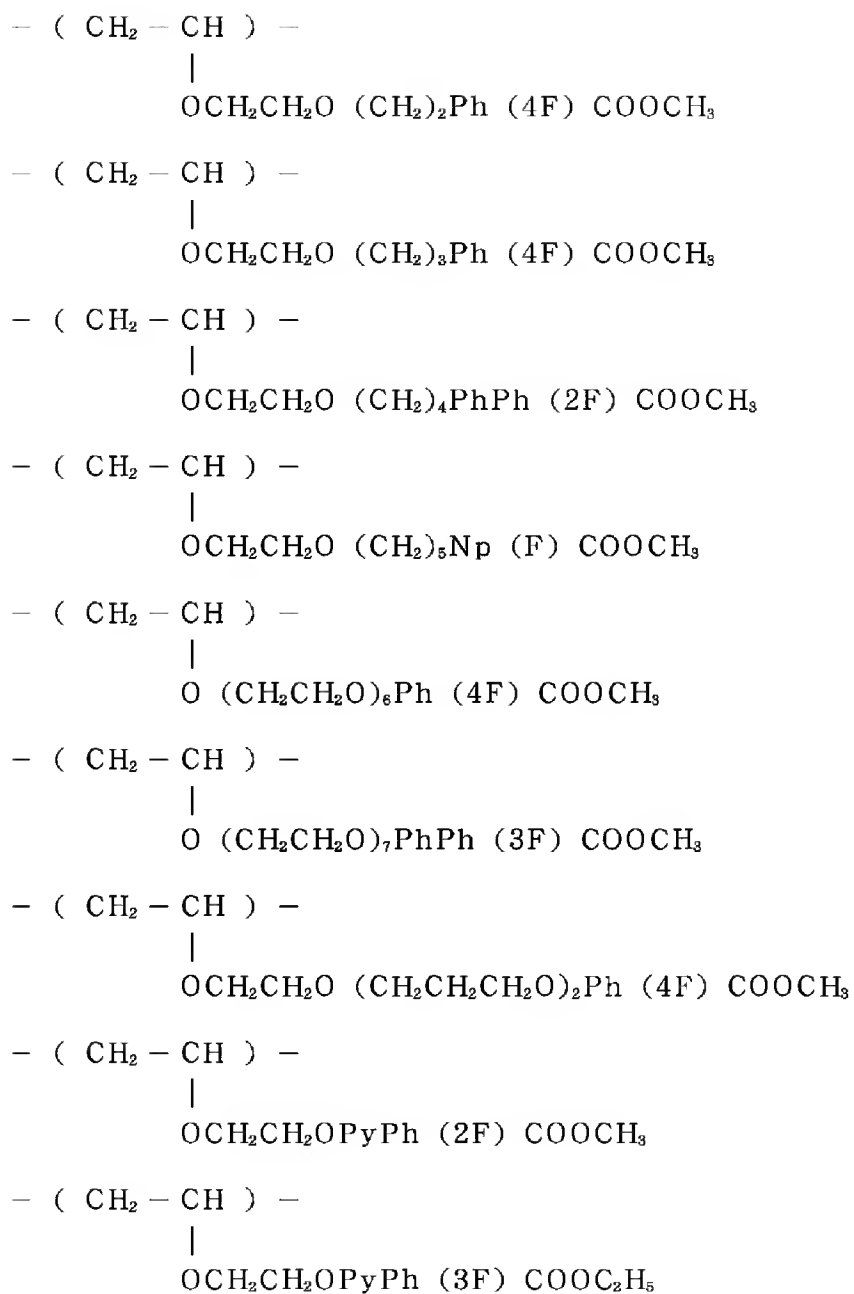 — ( CH₂ — CH ) —
|
OCH₂CH₂O (CH₂)₂Ph (4F) COOCH₃
— ( CH₂ — CH ) —
|
OCH₂CH₂O (CH₂)₃Ph (4F) COOCH₃
— ( CH₂ — CH ) —
|
OCH₂CH₂O (CH₂)₄PhPh (2F) COOCH₃
— ( CH₂ — CH ) —
|
OCH₂CH₂O (CH₂)₅Np (F) COOCH₃
— ( CH₂ — CH ) —
|
O (CH₂CH₂O)₆Ph (4F) COOCH₃
— ( CH₂ — CH ) —
|
O (CH₂CH₂O)₇PhPh (3F) COOCH₃
— ( CH₂ — CH ) —
|
OCH₂CH₂O (CH₂CH₂CH₂O)₂Ph (4F) COOCH₃
— ( CH₂ — CH ) —
|
OCH₂CH₂OPyPh (2F) COOCH₃
— ( CH₂ — CH ) —
|
OCH₂CH₂OPyPh (3F) COOC₂H₅